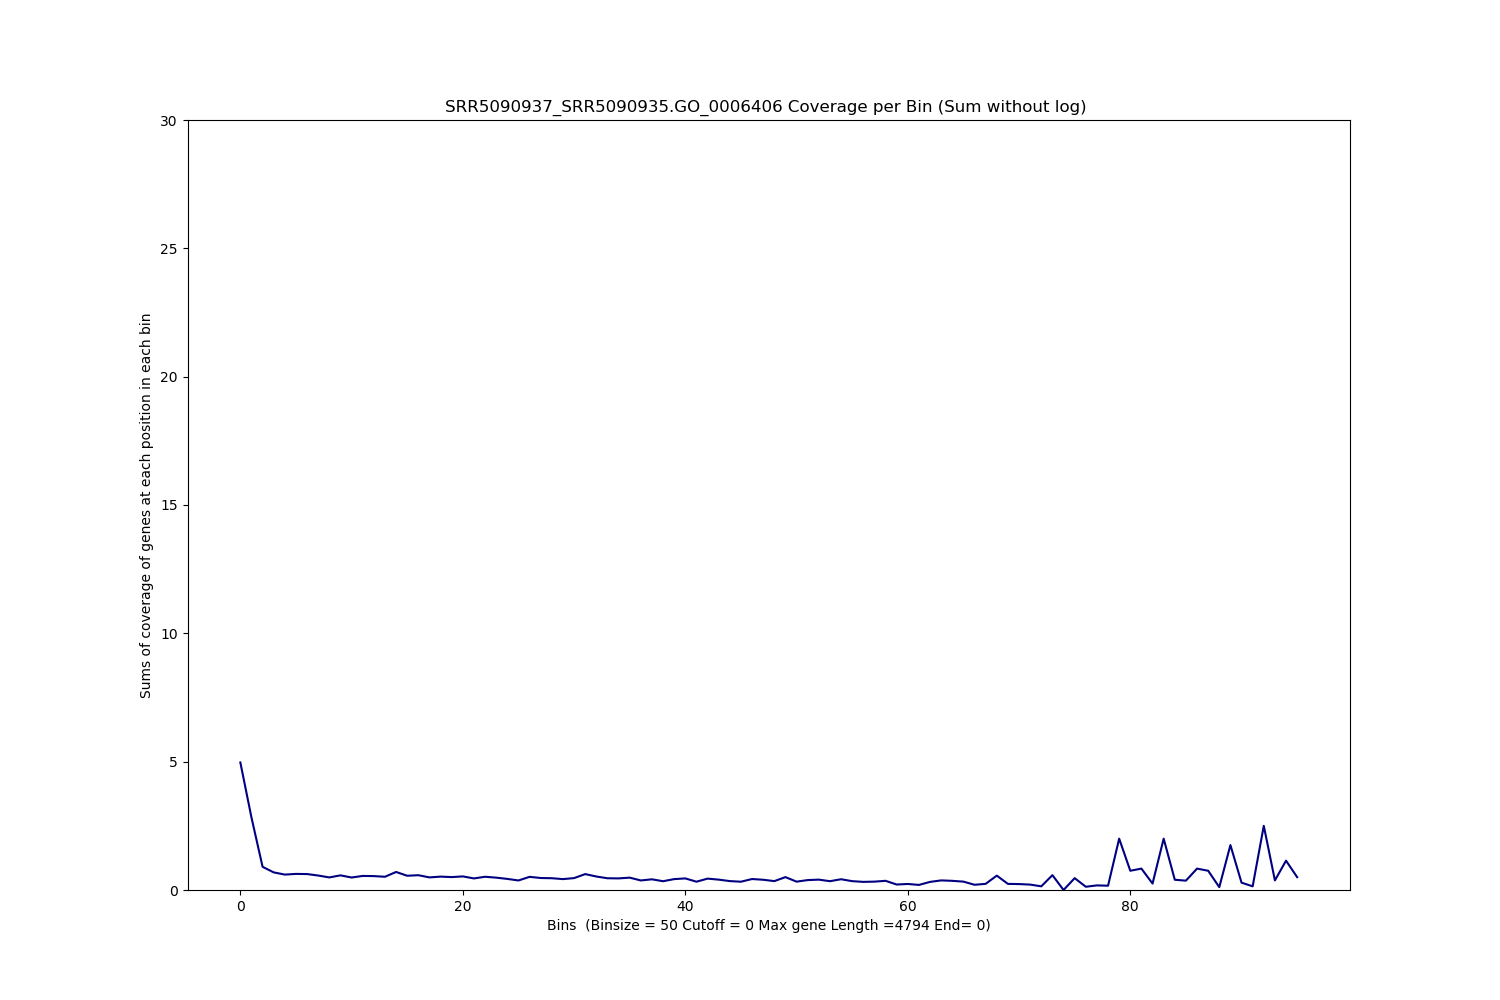 SRR5090937_SRR5090935.GO_0006406 Coverage per Bin (Sum without log)
30
25
20
15
10
5
0
Sums of coverage of genes at each position in each bin
0 20 40 60 80
Bins  (Binsize = 50 Cutoff = 0 Max gene Length =4794 End= 0)